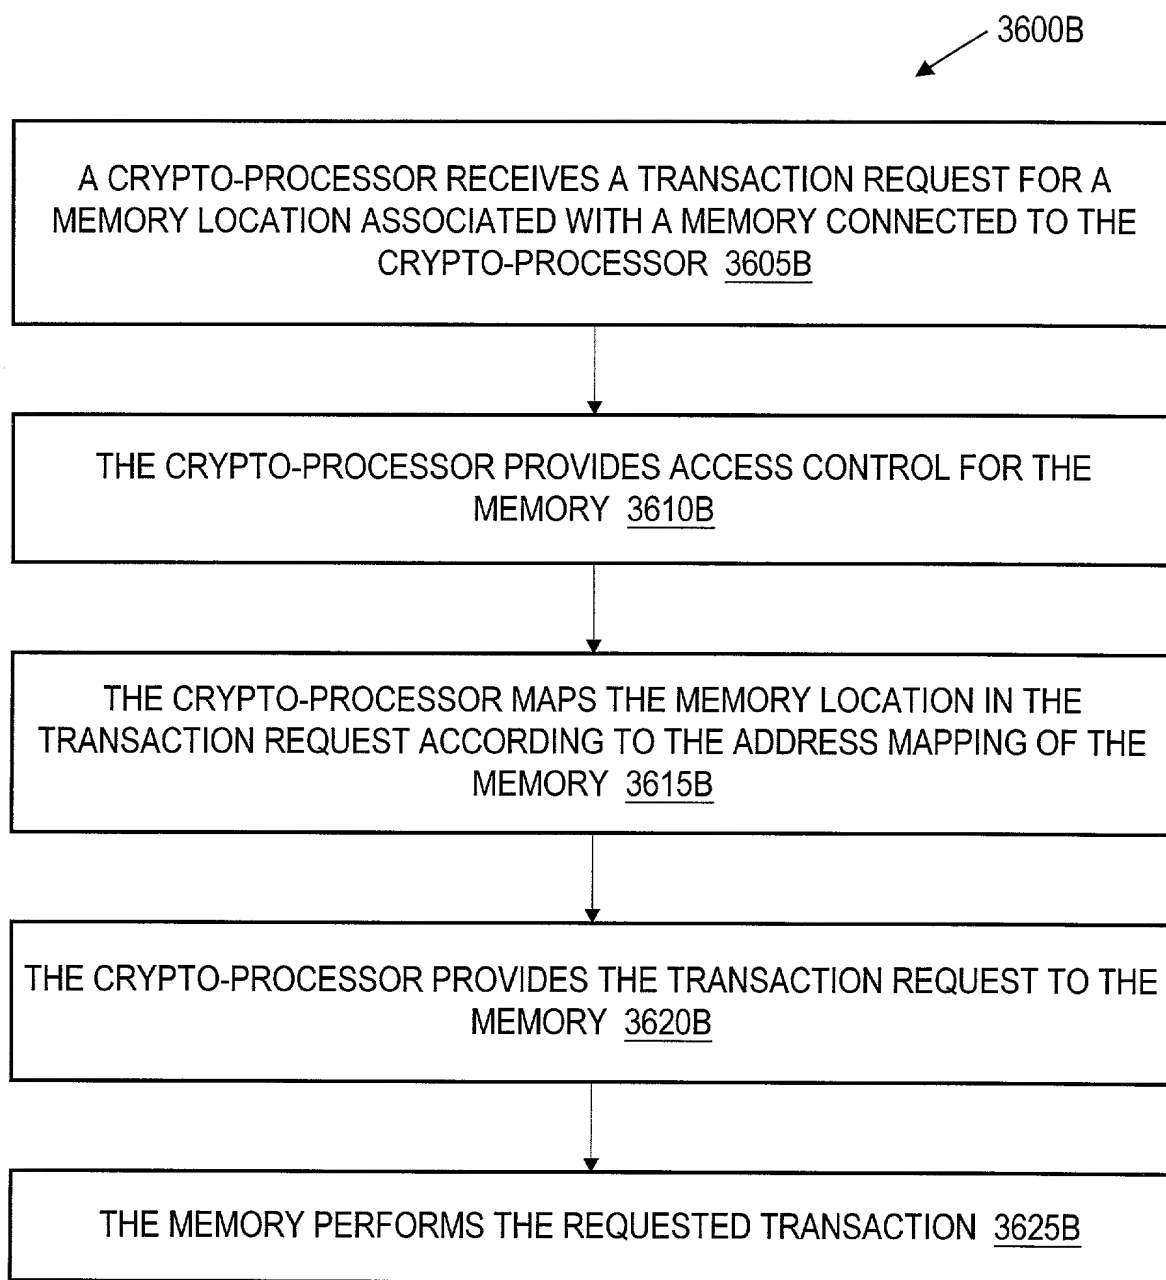 3600B
A CRYPTO-PROCESSOR RECEIVES A TRANSACTION REQUEST FOR A
MEMORY LOCATION ASSOCIATED WITH A MEMORY CONNECTED TO THE
CRYPTO-PROCESSOR 3605B
THE CRYPTO-PROCESSOR PROVIDES ACCESS CONTROL FOR THE
MEMORY 3610B
THE CRYPTO-PROCESSOR MAPS THE MEMORY LOCATION IN THE
TRANSACTION REQUEST ACCORDING TO THE ADDRESS MAPPING OF THE
MEMORY 3615B
THE CRYPTO-PROCESSOR PROVIDES THE TRANSACTION REQUEST TO THE
MEMORY 3620B
THE MEMORY PERFORMS THE REQUESTED TRANSACTION 3625B